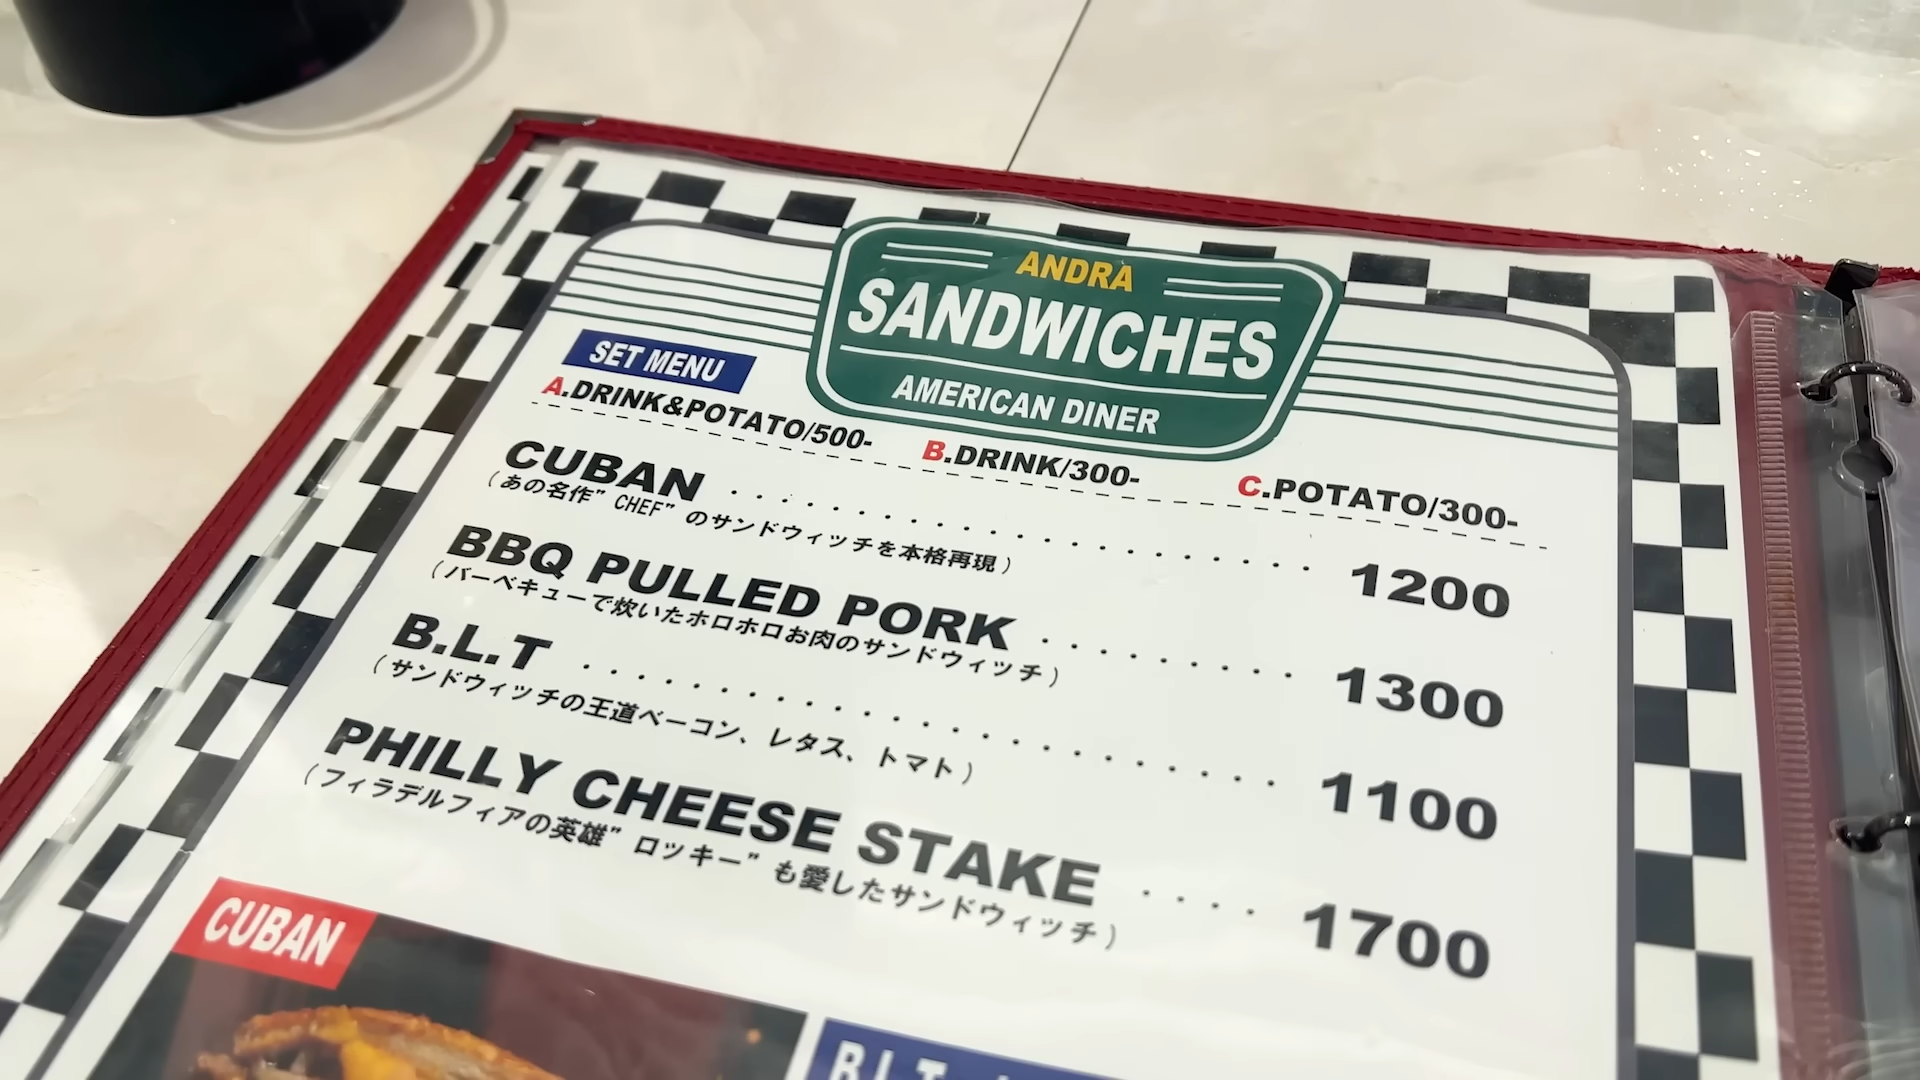 ANDRA
SANDWICHES
AMERICAN DINER
SET MENU
A.DRINK&POTATO/500-
B.DRINK/300-
C.POTATO/300-
CUBAN .......................... 1200
(あの名作”CHEF”のサンドウィッチを本格再現)
BBQ PULLED PORK ............ 1300
(バーベキューで炊いたホロホロお肉のサンドウィッチ)
B.L.T .............................. 1100
(サンドウィッチの王道ベーコン、レタス、トマト)
PHILLY CHEESE STAKE .... 1700
(フィラデルフィアの英雄”ロッキー”も愛したサンドウィッチ)
CUBAN